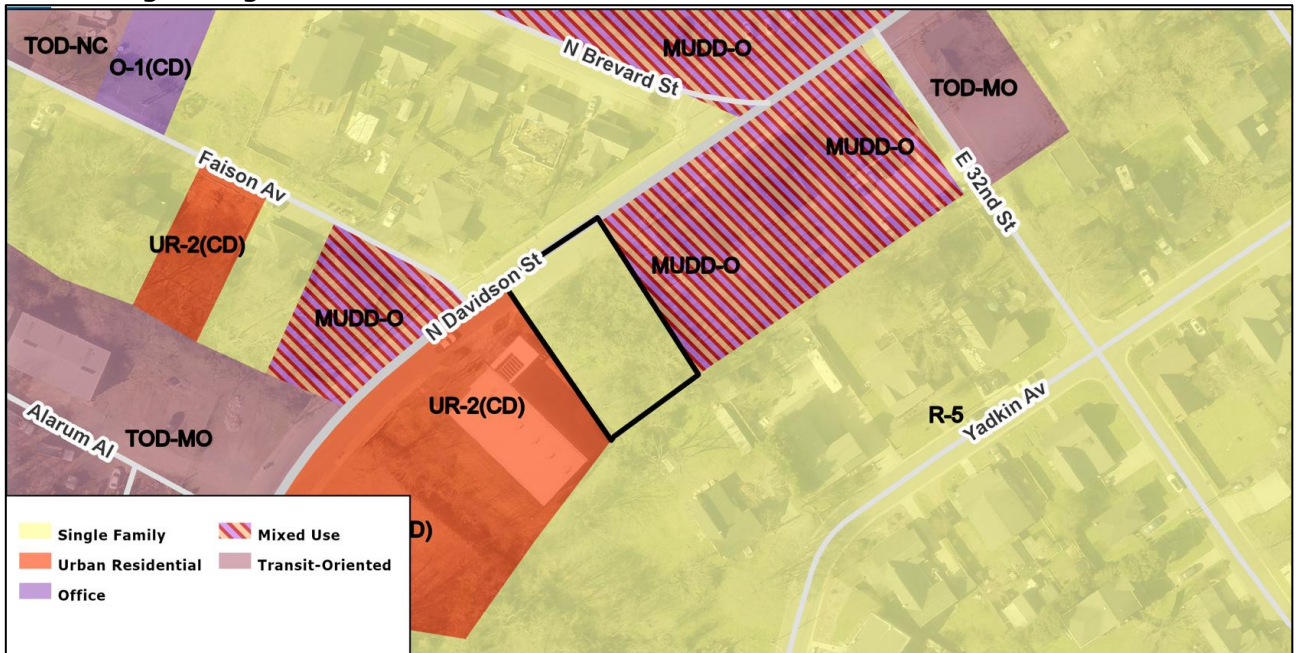 TOD-NC
O-1(CD)
N Brevard St
MUDD-O
TOD-MO
MUDD-O
Faison Av
E 32nd St
UR-2(CD)
MUDD-O
N Davidson St
MUDD-O
UR-2(CD)
R-5
Yadkin Av
Alarum Al
TOD-MO
D)
Single Family
Mixed Use
Urban Residential
Transit-Oriented
Office